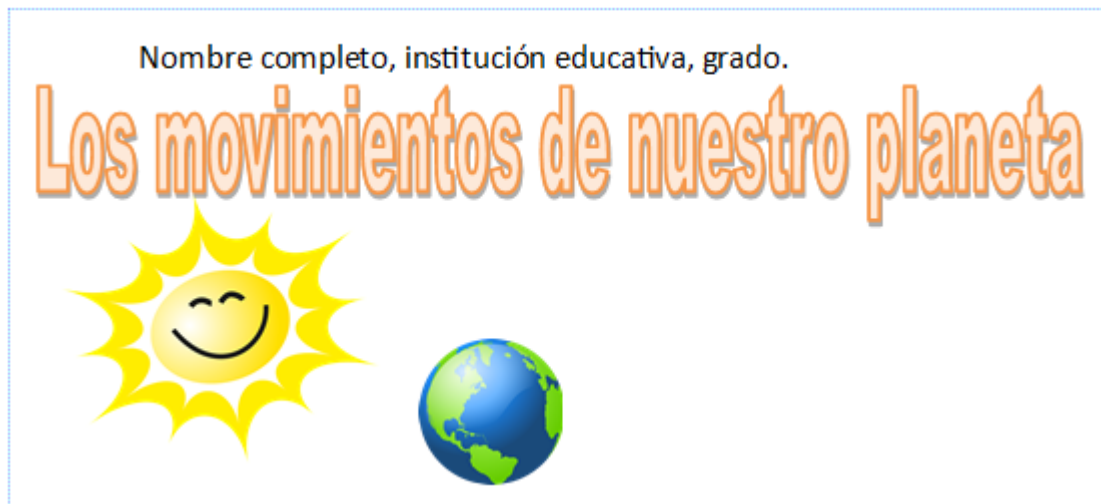 Nombre completo, institución educativa, grado.
Los movimientos de nuestro planeta